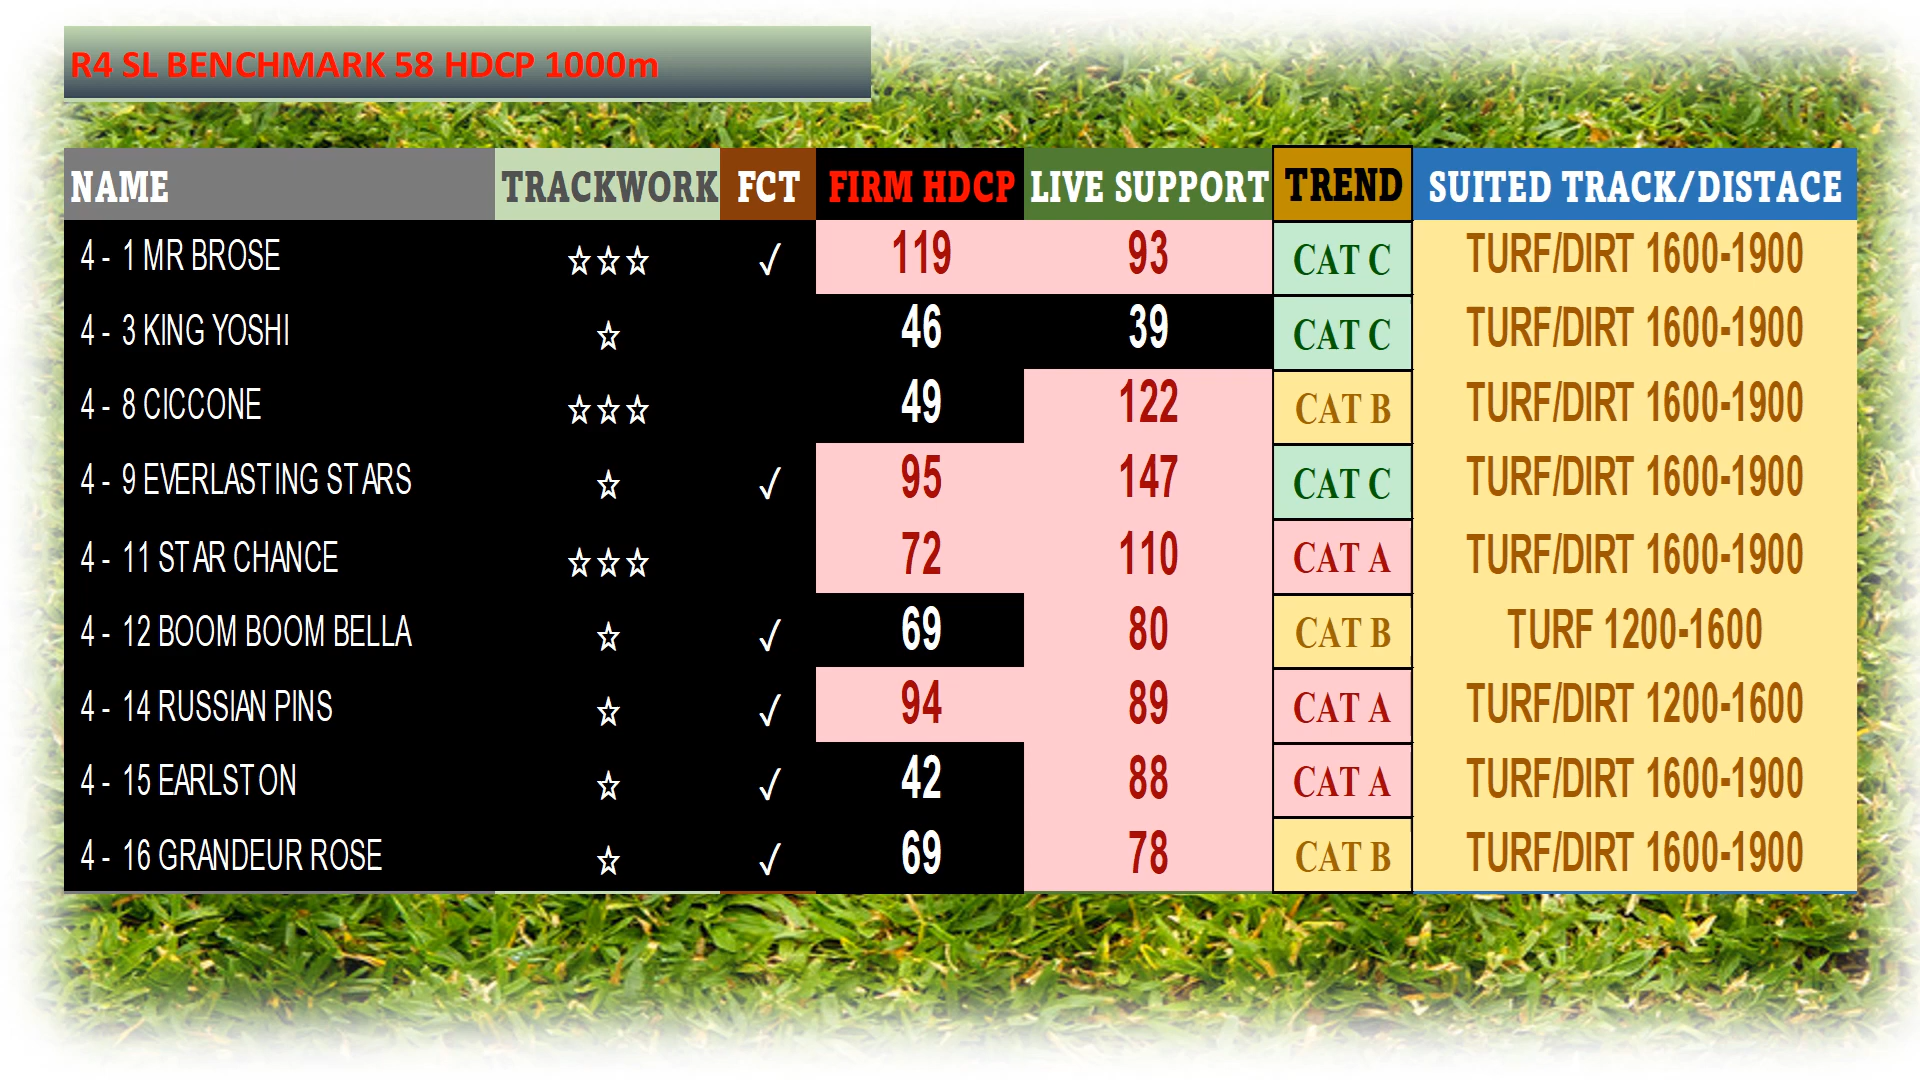 R4 SL BENCHMARK 58 HDCP 1000m
NAME TRACKWORK FCT FIRM HDCP LIVE SUPPORT TREND SUITED TRACK/DISTACE
4 - 1 MR BROSE ☆☆☆ ✓ 119 93 CAT C TURF/DIRT 1600-1900
4 - 3 KING YOSHI ☆ 46 39 CAT C TURF/DIRT 1600-1900
4 - 8 CICCONE ☆☆☆ 49 122 CAT B TURF/DIRT 1600-1900
4 - 9 EVERLASTING STARS ☆ ✓ 95 147 CAT C TURF/DIRT 1600-1900
4 - 11 STAR CHANCE ☆☆☆ 72 110 CAT A TURF/DIRT 1600-1900
4 - 12 BOOM BOOM BELLA ☆ ✓ 69 80 CAT B TURF 1200-1600
4 - 14 RUSSIAN PINS ☆ ✓ 94 89 CAT A TURF/DIRT 1200-1600
4 - 15 EARLSTON ☆ ✓ 42 88 CAT A TURF/DIRT 1600-1900
4 - 16 GRANDEUR ROSE ☆ ✓ 69 78 CAT B TURF/DIRT 1600-1900